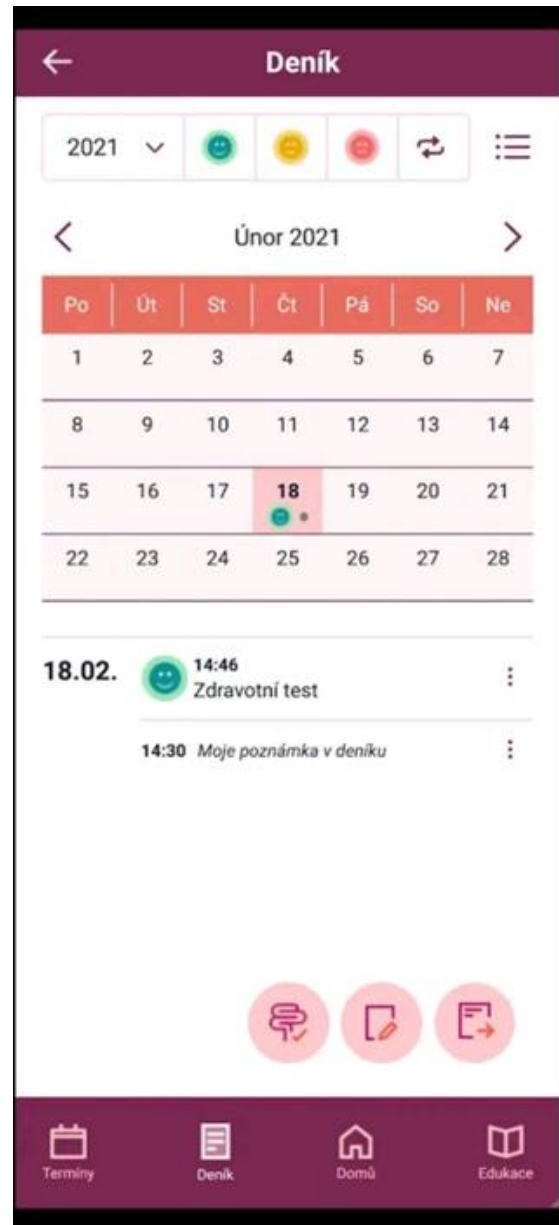 Deník
2021
Únor 2021
Po Út St Čt Pá So Ne
1 2 3 4 5 6 7
8 9 10 11 12 13 14
15 16 17 18 19 20 21
22 23 24 25 26 27 28
18.02. 14:46
Zdravotní test
14:30 Moje poznámka v deníku
Termíny Deník Domů Edukace